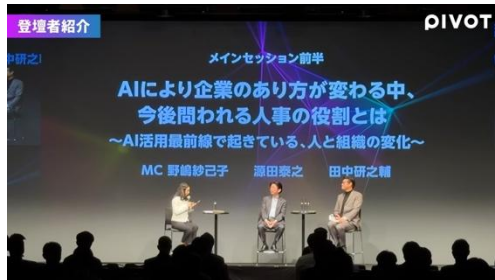 登壇者紹介
PIVOT
中研之
メインセッション前半
AIにより企業のあり方が変わる中、
今後問われる人事の役割とは
～AI活用最前線で起きている、人と組織の変化～
MC 野嶋紗己子 源田泰之 田中研之輔